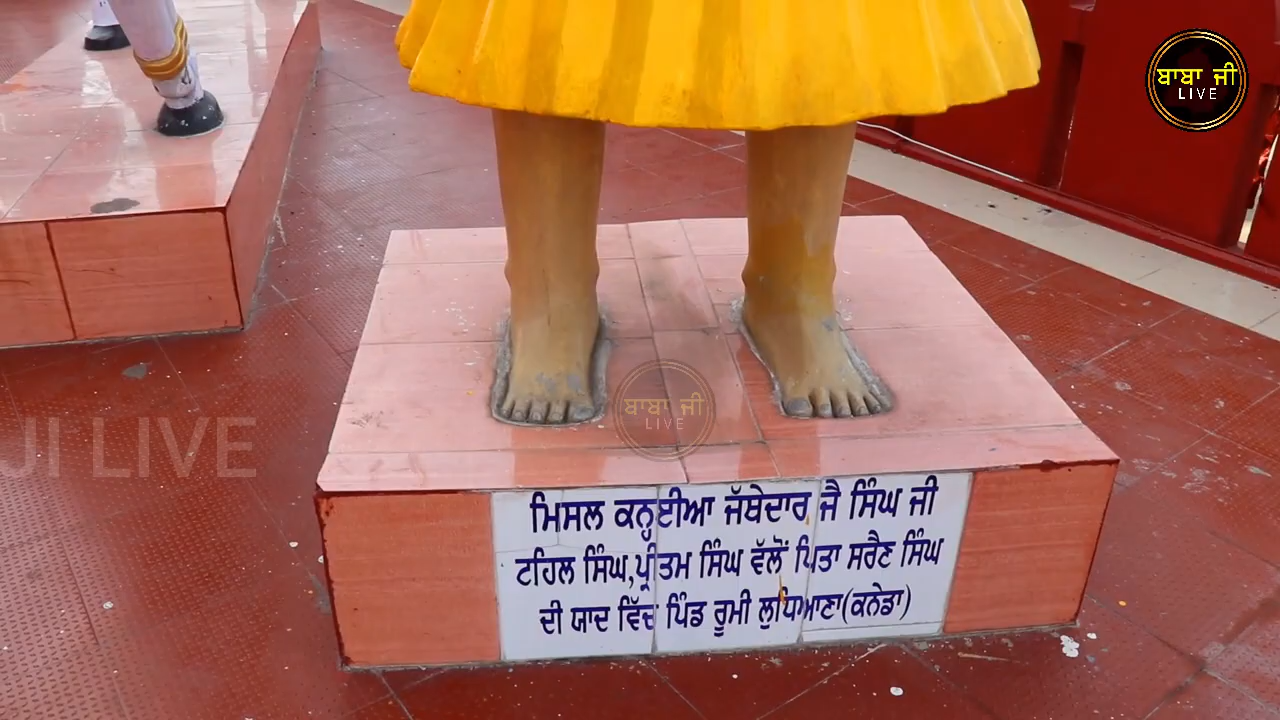 ਬਾਬਾ ਜੀ
LIVE
ਬਾਬਾ ਜੀ
LIVE
JI LIVE
ਮਿਸਲ ਕਨ੍ਹਈਆ ਜੱਥੇਦਾਰ ਜੈ ਸਿੰਘ ਜੀ
ਟਹਿਲ ਸਿੰਘ,ਪ੍ਰੀਤਮ ਸਿੰਘ ਵੱਲੋਂ ਪਿਤਾ ਸਰੈਣ ਸਿੰਘ
ਦੀ ਯਾਦ ਵਿੱਚ ਪਿੰਡ ਰੂਮੀ ਲੁਧਿਆਣਾ(ਕਨੇਡਾ)